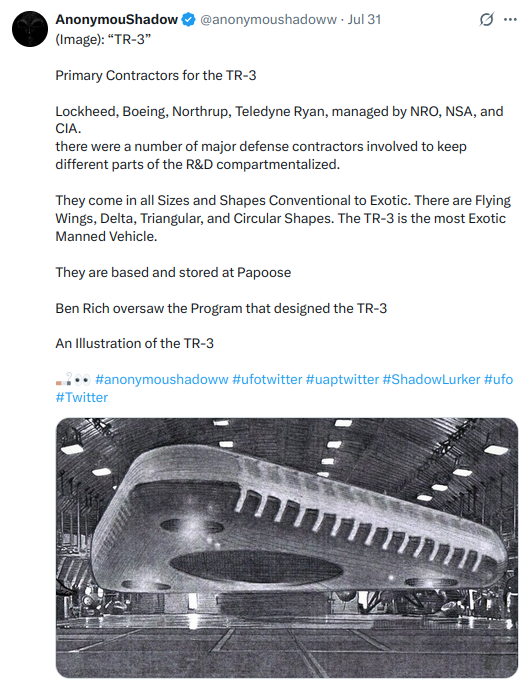 AnonymouShadow @anonymoushadoww · Jul 31
(Image): “TR-3”
Primary Contractors for the TR-3
Lockheed, Boeing, Northrup, Teledyne Ryan, managed by NRO, NSA, and
CIA.
there were a number of major defense contractors involved to keep
different parts of the R&D compartmentalized.
They come in all Sizes and Shapes Conventional to Exotic. There are Flying
Wings, Delta, Triangular, and Circular Shapes. The TR-3 is the most Exotic
Manned Vehicle.
They are based and stored at Papoose
Ben Rich oversaw the Program that designed the TR-3
An Illustration of the TR-3
#anonymoushadoww #ufotwitter #uaptwitter #ShadowLurker #ufo
#Twitter